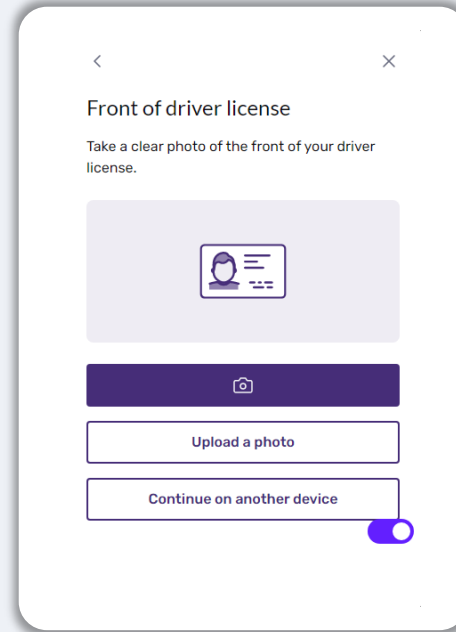 Front of driver license
Take a clear photo of the front of your driver
license.
Upload a photo
Continue on another device